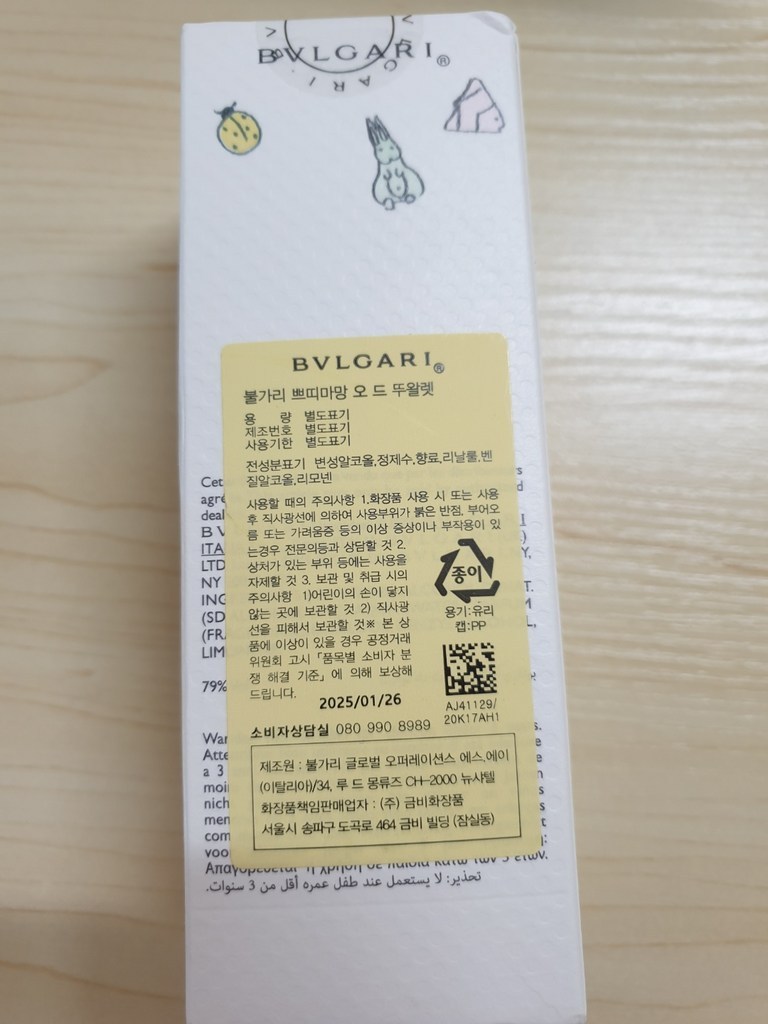 BVLGARI®
BVLGARI®
불가리 쁘띠마망 오 드 뚜왈렛
용 량 별도표기
제조번호 별도표기
사용기한 별도표기
전성분표기 변성알코올,정제수,향료,리날룰,벤
질알코올,리모넨
사용할 때의 주의사항 1.화장품 사용 시 또는 사용
후 직사광선에 의하여 사용부위가 붉은 반점, 부어오
름 또는 가려움증 등의 이상 증상이나 부작용이 있
는경우 전문의등과 상담할 것 2.
상처가 있는 부위 등에는 사용을
자제할 것 3. 보관 및 취급 시의
주의사항 1)어린이의 손이 닿지
않는 곳에 보관할 것 2) 직사광
선을 피해서 보관할 것※ 본 상
품에 이상이 있을 경우 공정거래
위원회 고시「품목별 소비자 분
쟁 해결 기준」에 의해 보상해
드립니다.
종이
용기:유리
캡:PP
2025/01/26
AJ41129/
20K17AH1
소비자상담실 080 990 8989
제조원 : 불가리 글로벌 오퍼레이션스 에스.에이
(이탈리아)/34, 루 드 몽류즈 CH-2000 뉴샤텔
화장품책임판매업자 : (주) 금비화장품
서울시 송파구 도곡로 464 금비 빌딩 (잠실동)
LTD
NY
79%
a 3
Απαγορεύεται η χρήση σε παιδιά κάτω των 3 ετών.
تحذير: لا يستعمل عند طفل عمره أقل من 3 سنوات.